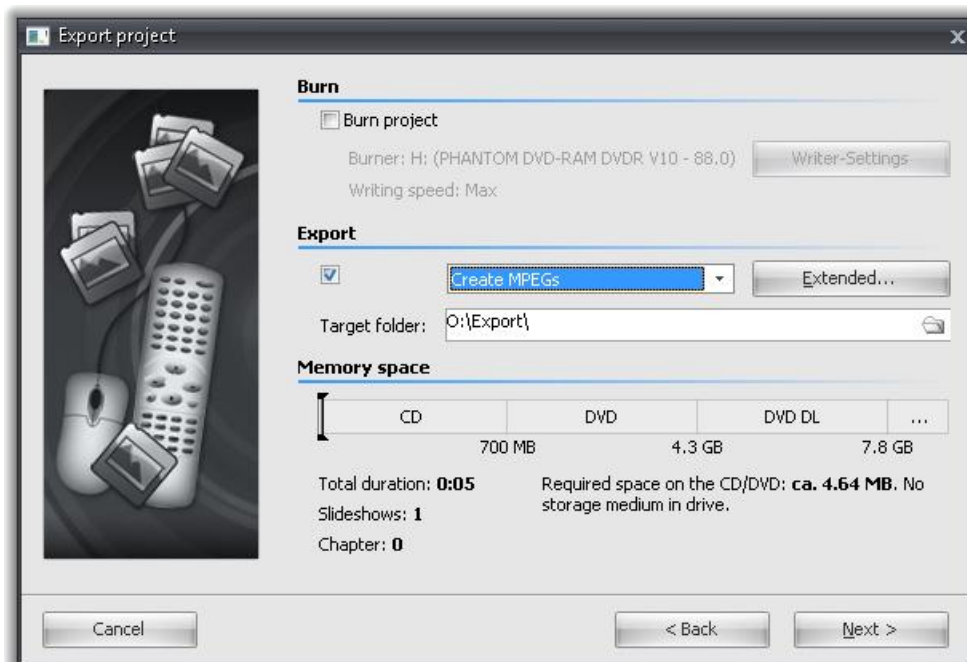 Export project
Burn
Burn project
Burner: H: (PHANTOM DVD-RAM DVDR V10 - 88.0)
Writer-Settings
Writing speed: Max
Export
Create MPEGs
Extended...
Target folder:
O:\Export\
Memory space
CD
DVD
DVD DL
...
700 MB
4.3 GB
7.8 GB
Total duration: 0:05
Required space on the CD/DVD: ca. 4.64 MB. No
storage medium in drive.
Slideshows: 1
Chapter: 0
Cancel
< Back
Next >